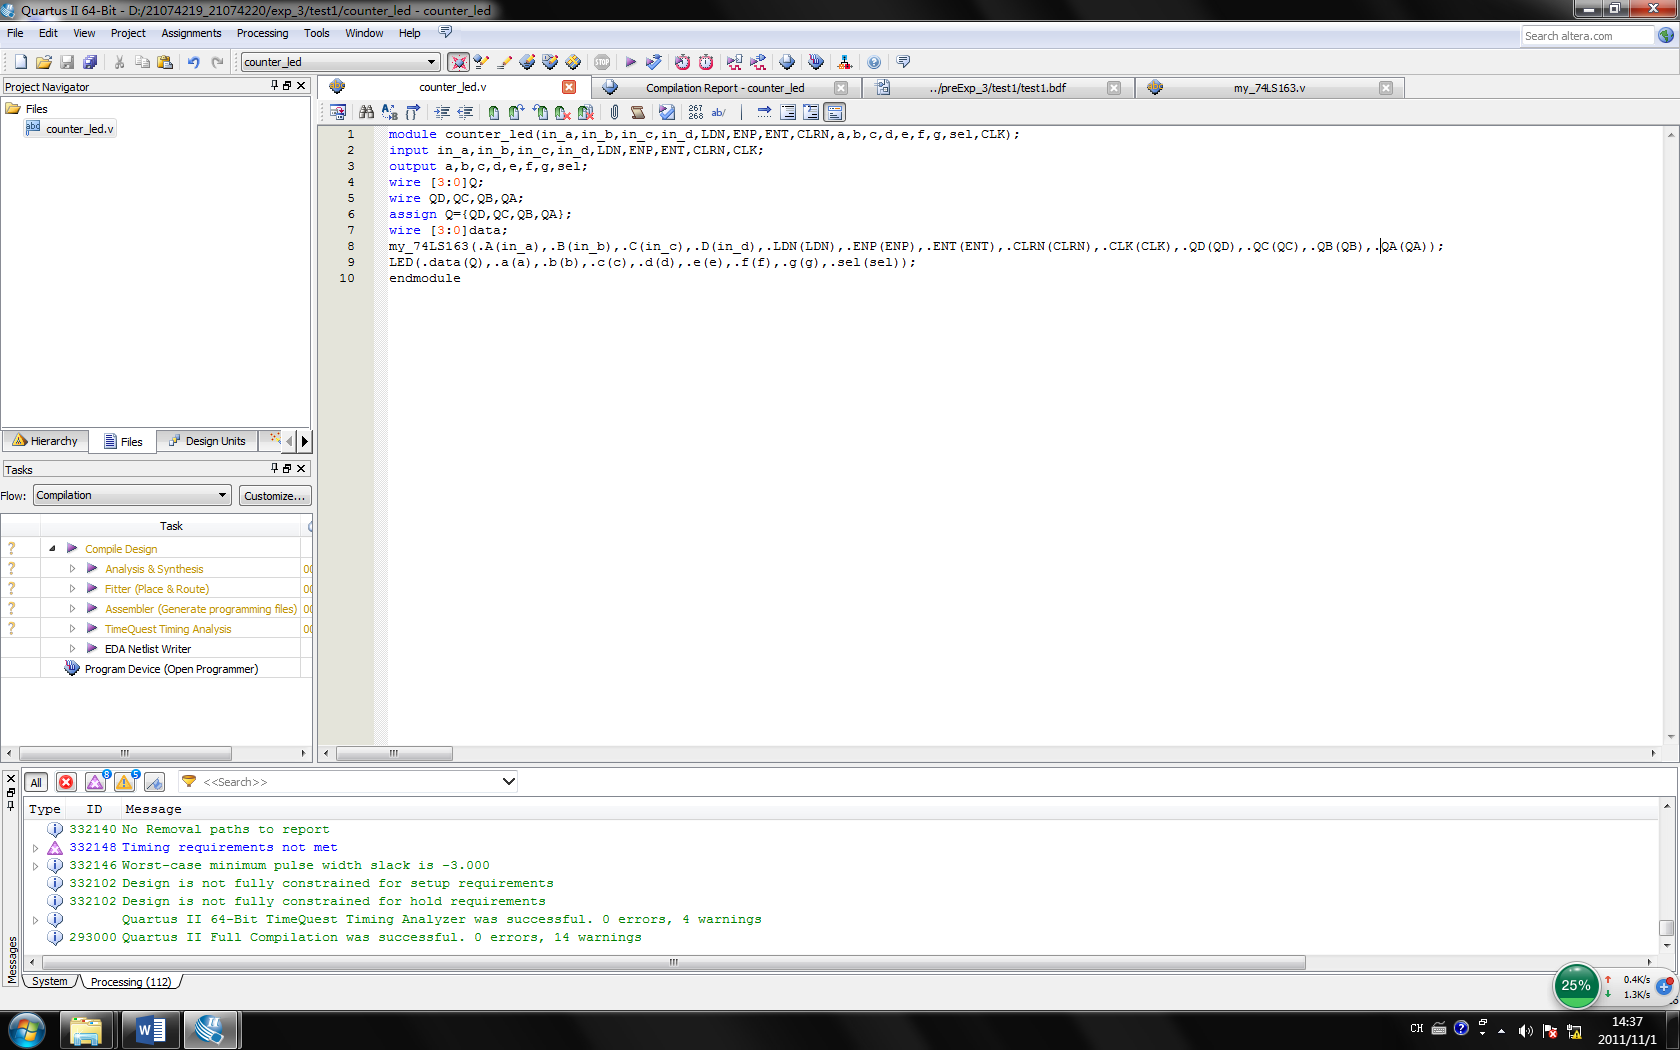 Quartus II 64-Bit - D:/21074219_21074220/exp_3/test1/counter_led - counter_led
File Edit View Project Assignments Processing Tools Window Help
Search altera.com
counter_led
STOP
Project Navigator
Files
counter_led.v
Hierarchy Files Design Units
Tasks
Flow: Compilation Customize...
Task
Compile Design
Analysis & Synthesis 00
Fitter (Place & Route) 00
Assembler (Generate programming files) 00
TimeQuest Timing Analysis 00
EDA Netlist Writer
Program Device (Open Programmer)
counter_led.v Compilation Report - counter_led ../preExp_3/test1/test1.bdf my_74LS163.v
267
268 ab/
1 module counter_led(in_a,in_b,in_c,in_d,LDN,ENP,ENT,CLRN,a,b,c,d,e,f,g,sel,CLK);
2 input in_a,in_b,in_c,in_d,LDN,ENP,ENT,CLRN,CLK;
3 output a,b,c,d,e,f,g,sel;
4 wire [3:0]Q;
5 wire QD,QC,QB,QA;
6 assign Q={QD,QC,QB,QA};
7 wire [3:0]data;
8 my_74LS163(.A(in_a),.B(in_b),.C(in_c),.D(in_d),.LDN(LDN),.ENP(ENP),.ENT(ENT),.CLRN(CLRN),.CLK(CLK),.QD(QD),.QC(QC),.QB(QB),.QA(QA));
9 LED(.data(Q),.a(a),.b(b),.c(c),.d(d),.e(e),.f(f),.g(g),.sel(sel));
10 endmodule
All 8 5 <<Search>>
Type ID Message
332140 No Removal paths to report
332148 Timing requirements not met
332146 Worst-case minimum pulse width slack is -3.000
332102 Design is not fully constrained for setup requirements
332102 Design is not fully constrained for hold requirements
Quartus II 64-Bit TimeQuest Timing Analyzer was successful. 0 errors, 4 warnings
293000 Quartus II Full Compilation was successful. 0 errors, 14 warnings
Messages
System Processing (112)
25% 0.4K/s
1.3K/s
CH 14:37
2011/11/1